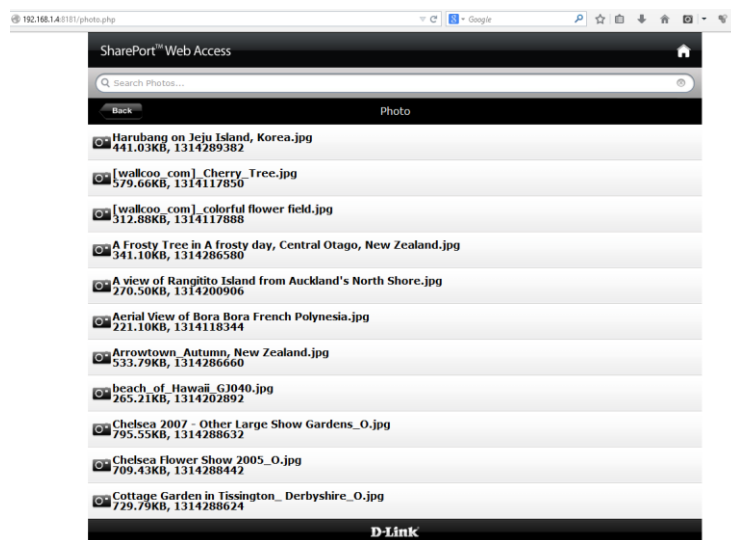 192.168.1.4:8181/photo.php
Google
SharePort™ Web Access
Search Photos...
Back
Photo
Harubang on Jeju Island, Korea.jpg
441.03KB, 1314289382
[wallcoo_com]_Cherry_Tree.jpg
579.66KB, 1314117850
[wallcoo_com]_colorful flower field.jpg
312.88KB, 1314117888
A Frosty Tree in A frosty day, Central Otago, New Zealand.jpg
341.10KB, 1314286580
A view of Rangitito Island from Auckland's North Shore.jpg
270.50KB, 1314200906
Aerial View of Bora Bora French Polynesia.jpg
221.10KB, 1314118344
Arrowtown_Autumn, New Zealand.jpg
533.79KB, 1314286660
beach_of_Hawaii_GJ040.jpg
265.21KB, 1314202892
Chelsea 2007 - Other Large Show Gardens_O.jpg
795.55KB, 1314288632
Chelsea Flower Show 2005_O.jpg
709.43KB, 1314288442
Cottage Garden in Tissington_ Derbyshire_O.jpg
729.79KB, 1314288624
D-Link